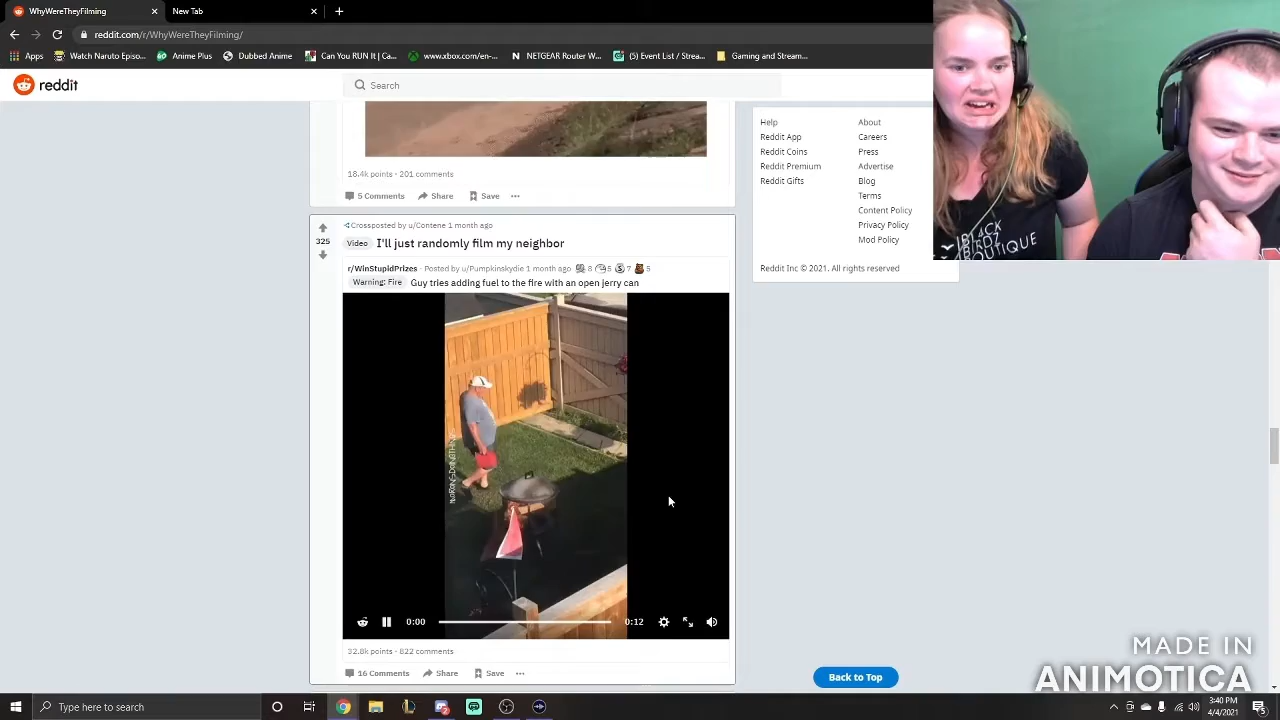 WhyWereTheyFilming
New Tab
reddit.com/r/WhyWereTheyFilming/
Watch Naruto Episo...
Anime Plus
Dubbed Anime
Can You RUN It | Ca...
www.xbox.com/en-...
NETGEAR Router W...
(5) Event List / Strea...
Gaming and Stream...
reddit
Search
18.4k points · 201 comments
5 Comments
Share
Save
Help
Reddit App
Reddit Coins
Reddit Premium
Reddit Gifts
About
Careers
Press
Advertise
Blog
Terms
Content Policy
Privacy Policy
Mod Policy
Reddit Inc © 2021. All rights reserved
BLACK
BIRDZ
BOUTIQUE
325
Crossposted by u/Contene 1 month ago
Video I'll just randomly film my neighbor
r/WinStupidPrizes · Posted by u/Pumpkinskydie 1 month ago 8 5 7 5
Warning: Fire Guy tries adding fuel to the fire with an open jerry can
0:00
0:12
32.8k points · 822 comments
16 Comments
Share
Save
Back to Top
MADE IN
ANIMOTICA
Type here to search
3:40 PM
4/4/2021